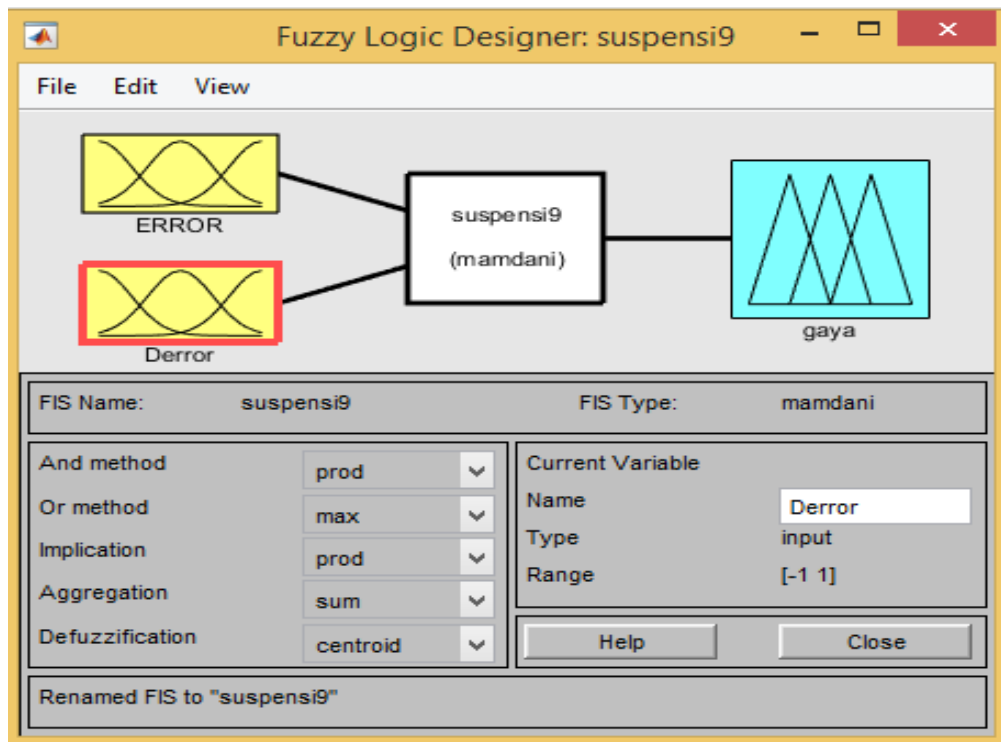 Fuzzy Logic Designer: suspensi9
File Edit View
ERROR
Derror
suspensi9
(mamdani)
gaya
FIS Name: suspensi9 FIS Type: mamdani
And method prod
Or method max
Implication prod
Aggregation sum
Defuzzification centroid
Current Variable
Name Derror
Type input
Range [-1 1]
Help Close
Renamed FIS to "suspensi9"